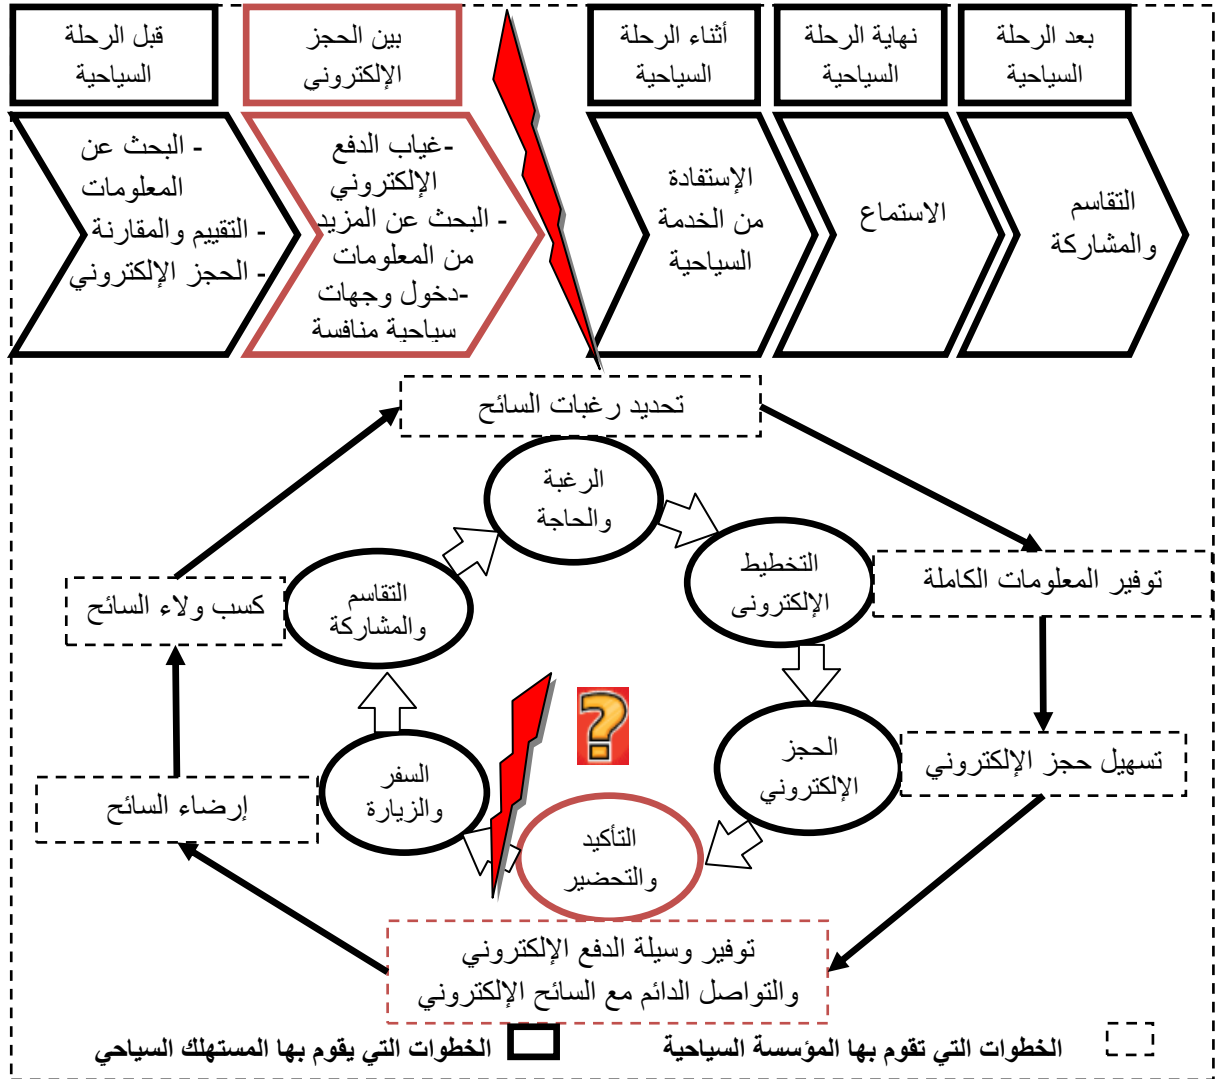 قبل الرحلة
السياحية
بين الحجز
الإلكتروني
أثناء الرحلة
السياحية
نهاية الرحلة
السياحية
بعد الرحلة
السياحية
- البحث عن
المعلومات
- التقييم والمقارنة
- الحجز الإلكتروني
-غياب الدفع
الإلكتروني
- البحث عن المزيد
من المعلومات
-دخول وجهات
سياحية منافسة
الإستفادة
من الخدمة
السياحية
الاستماع
التقاسم
والمشاركة
تحديد رغبات السائح
الرغبة
والحاجة
التخطيط
الإلكترونى
توفير المعلومات الكاملة
التقاسم
والمشاركة
كسب ولاء السائح
?
الحجز
الإلكتروني
تسهيل حجز الإلكتروني
السفر
والزيارة
إرضاء السائح
التأكيد
والتحضير
توفير وسيلة الدفع الإلكتروني
والتواصل الدائم مع السائح الإلكتروني
الخطوات التي تقوم بها المؤسسة السياحية
الخطوات التي يقوم بها المستهلك السياحي